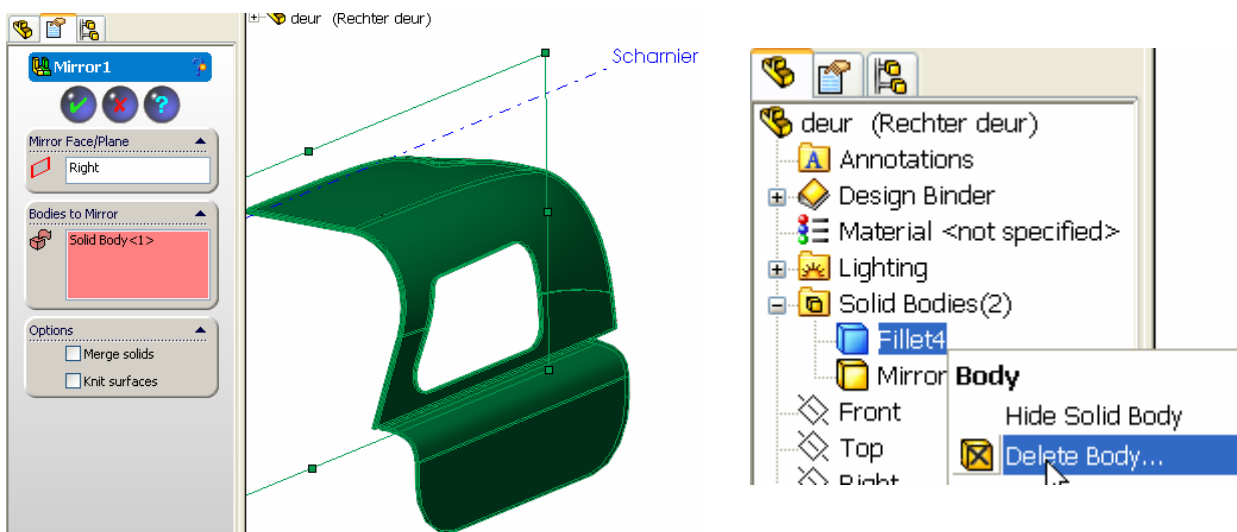 deur (Rechter deur)
Mirror1
Mirror Face/Plane
Right
Bodies to Mirror
Solid Body<1>
Options
Merge solids
Knit surfaces
Scharnier
deur (Rechter deur)
Annotations
Design Binder
Material <not specified>
Lighting
Solid Bodies(2)
Fillet4
Mirror
Front
Top
Right
Body
Hide Solid Body
Delete Body...